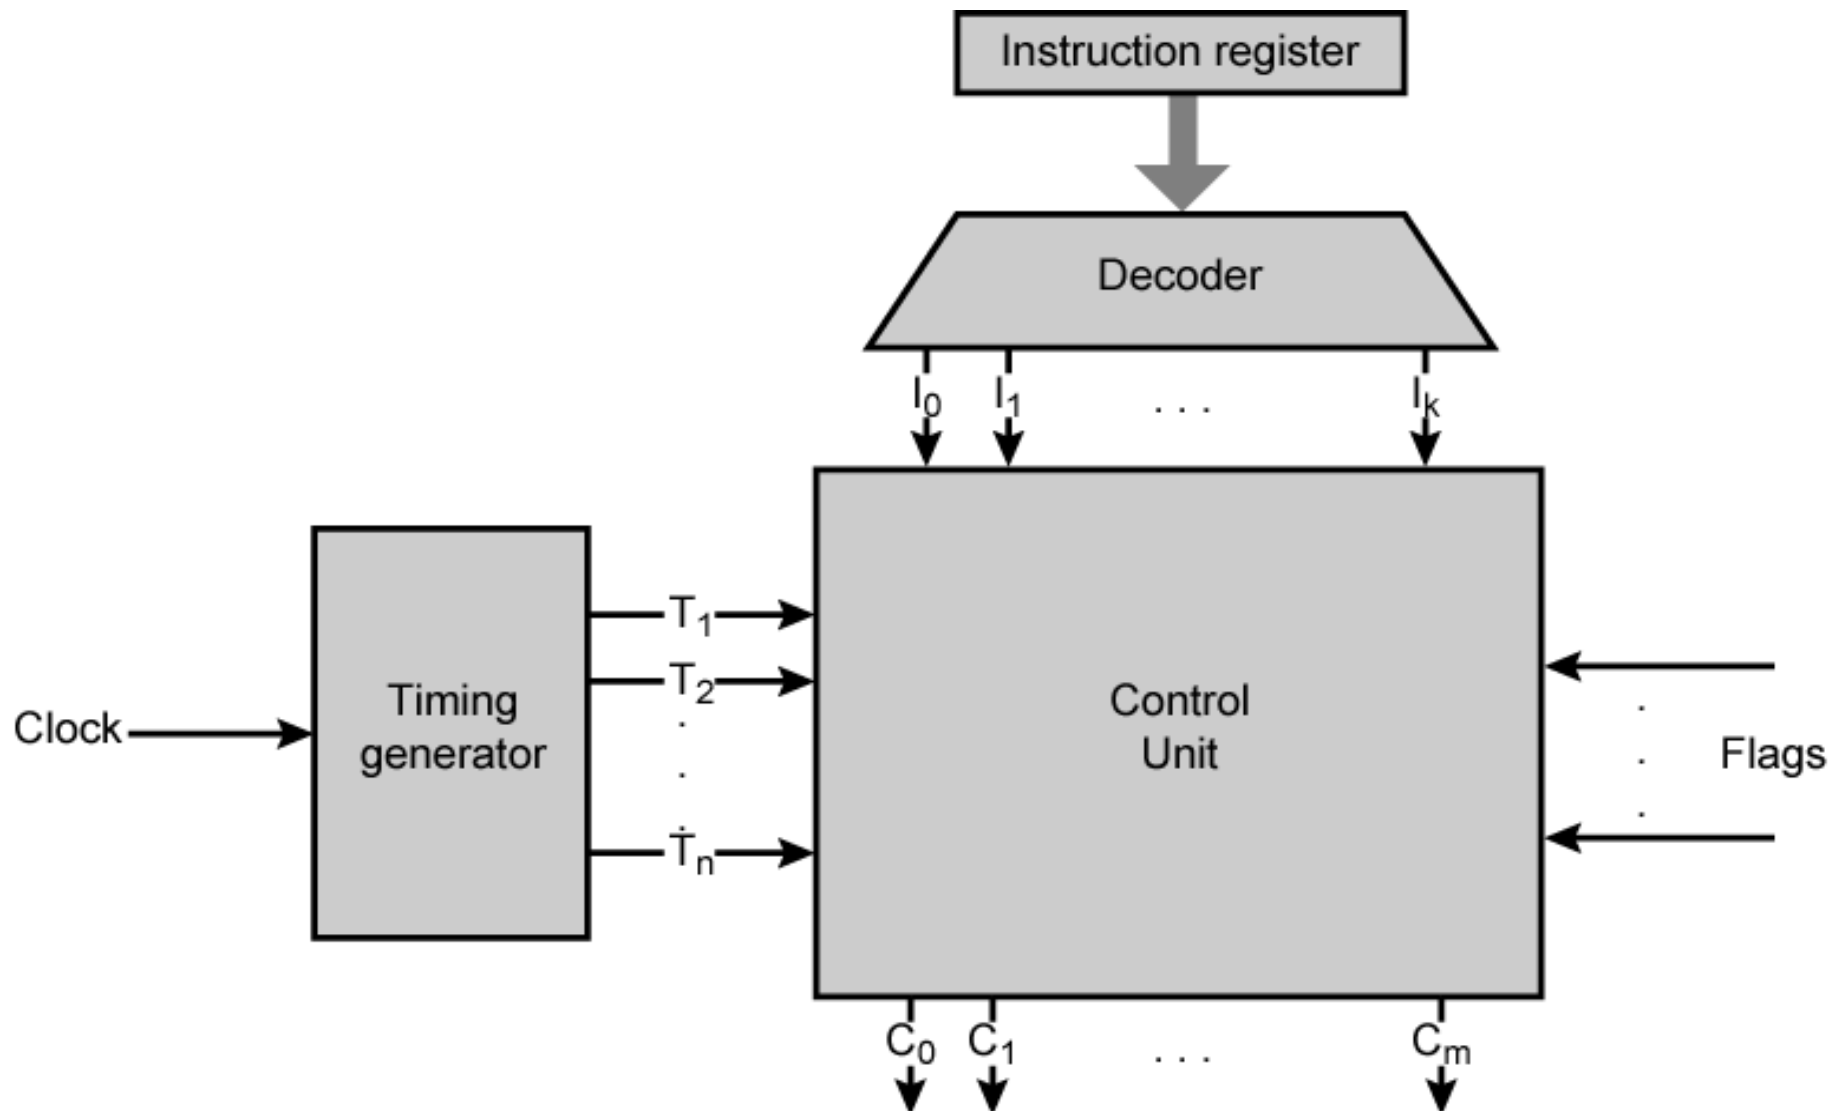 Instruction register
Decoder
I0 I1 . . . Ik
Timing
generator
Clock
T1
T2
.
.
.
Tn
Control
Unit
.
.
.
Flags
C0 C1 . . . Cm